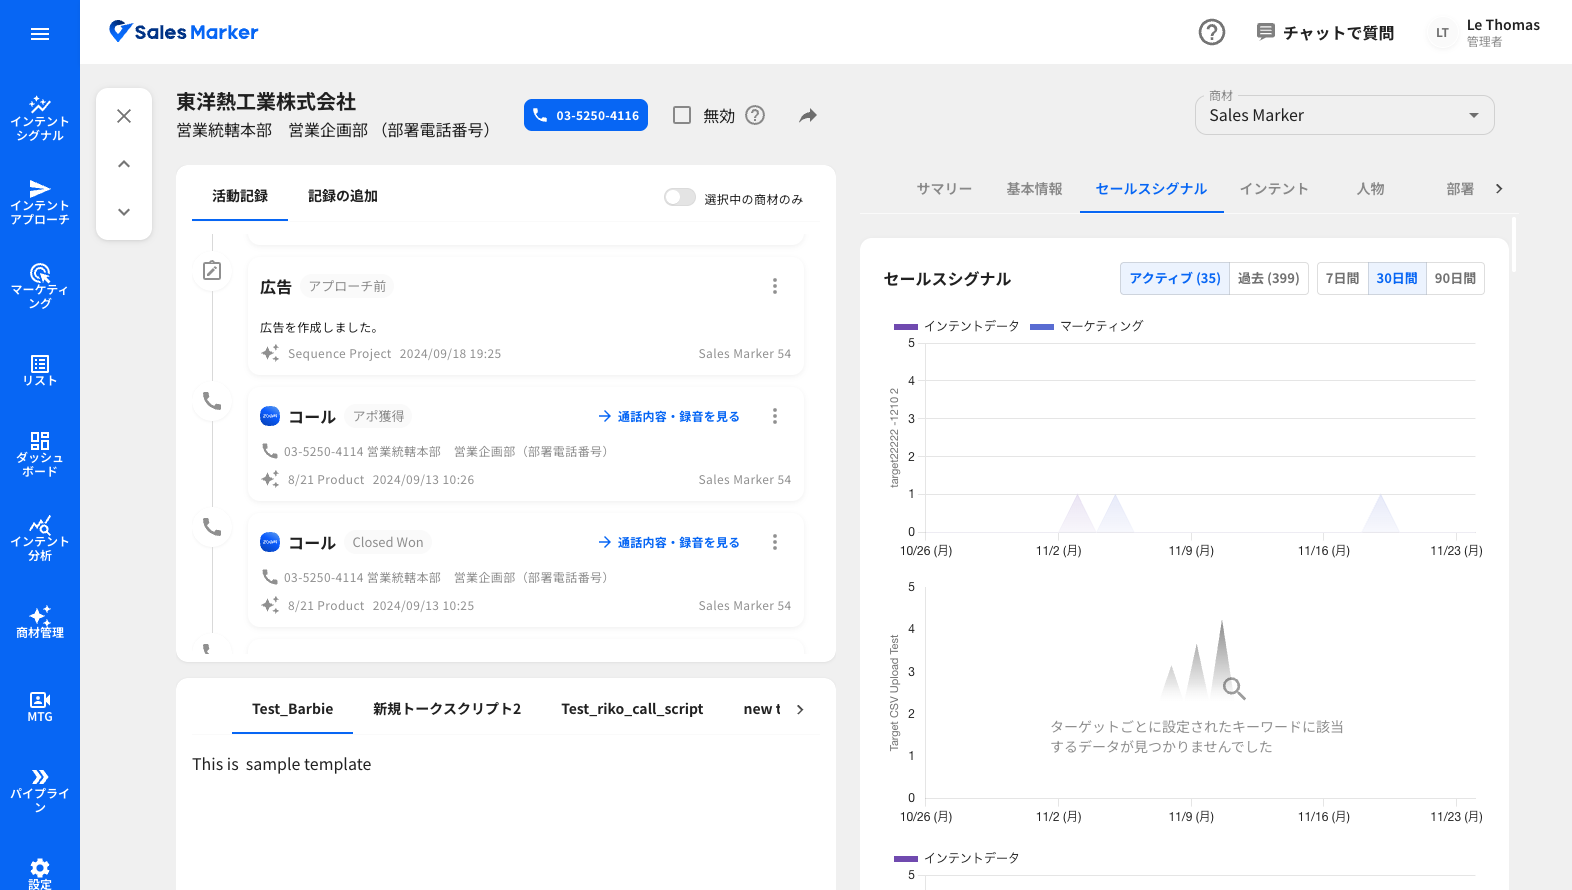 Sales Marker
チャットで質問
LT
Le Thomas
管理者
インテント
シグナル
インテント
アプローチ
マーケティ
ング
リスト
ダッシュ
ボード
インテント
分析
商材管理
MTG
パイプライ
ン
設定
東洋熱工業株式会社
営業統轄本部　営業企画部 （部署電話番号）
03-5250-4116
無効
商材
Sales Marker
活動記録
記録の追加
選択中の商材のみ
広告
アプローチ前
広告を作成しました。
Sequence Project 2024/09/18 19:25
Sales Marker 54
コール
アポ獲得
通話内容・録音を見る
03-5250-4114 営業統轄本部　営業企画部（部署電話番号）
8/21 Product 2024/09/13 10:26
Sales Marker 54
コール
Closed Won
通話内容・録音を見る
03-5250-4114 営業統轄本部　営業企画部（部署電話番号）
8/21 Product 2024/09/13 10:25
Sales Marker 54
Test_Barbie
新規トークスクリプト2
Test_riko_call_script
new t
This is sample template
サマリー
基本情報
セールスシグナル
インテント
人物
部署
セールスシグナル
アクティブ (35)
過去 (399)
7日間
30日間
90日間
インテントデータ
マーケティング
target22222 -1210 2
5
4
3
2
1
0
10/26 (月)
11/2 (月)
11/9 (月)
11/16 (月)
11/23 (月)
Target CSV Upload Test
5
4
3
2
1
0
ターゲットごとに設定されたキーワードに該当
するデータが見つかりませんでした
10/26 (月)
11/2 (月)
11/9 (月)
11/16 (月)
11/23 (月)
インテントデータ
5